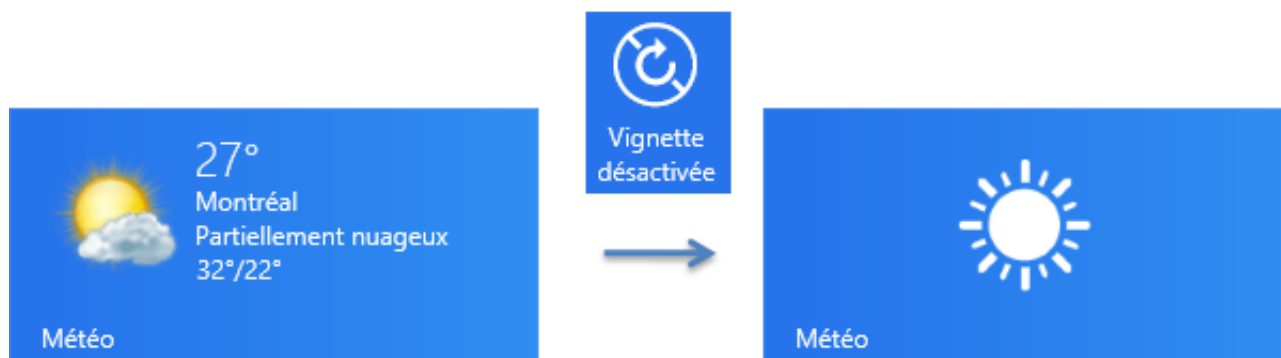 27°
Montréal
Partiellement nuageux
32°/22°
Météo
Vignette
désactivée
Météo